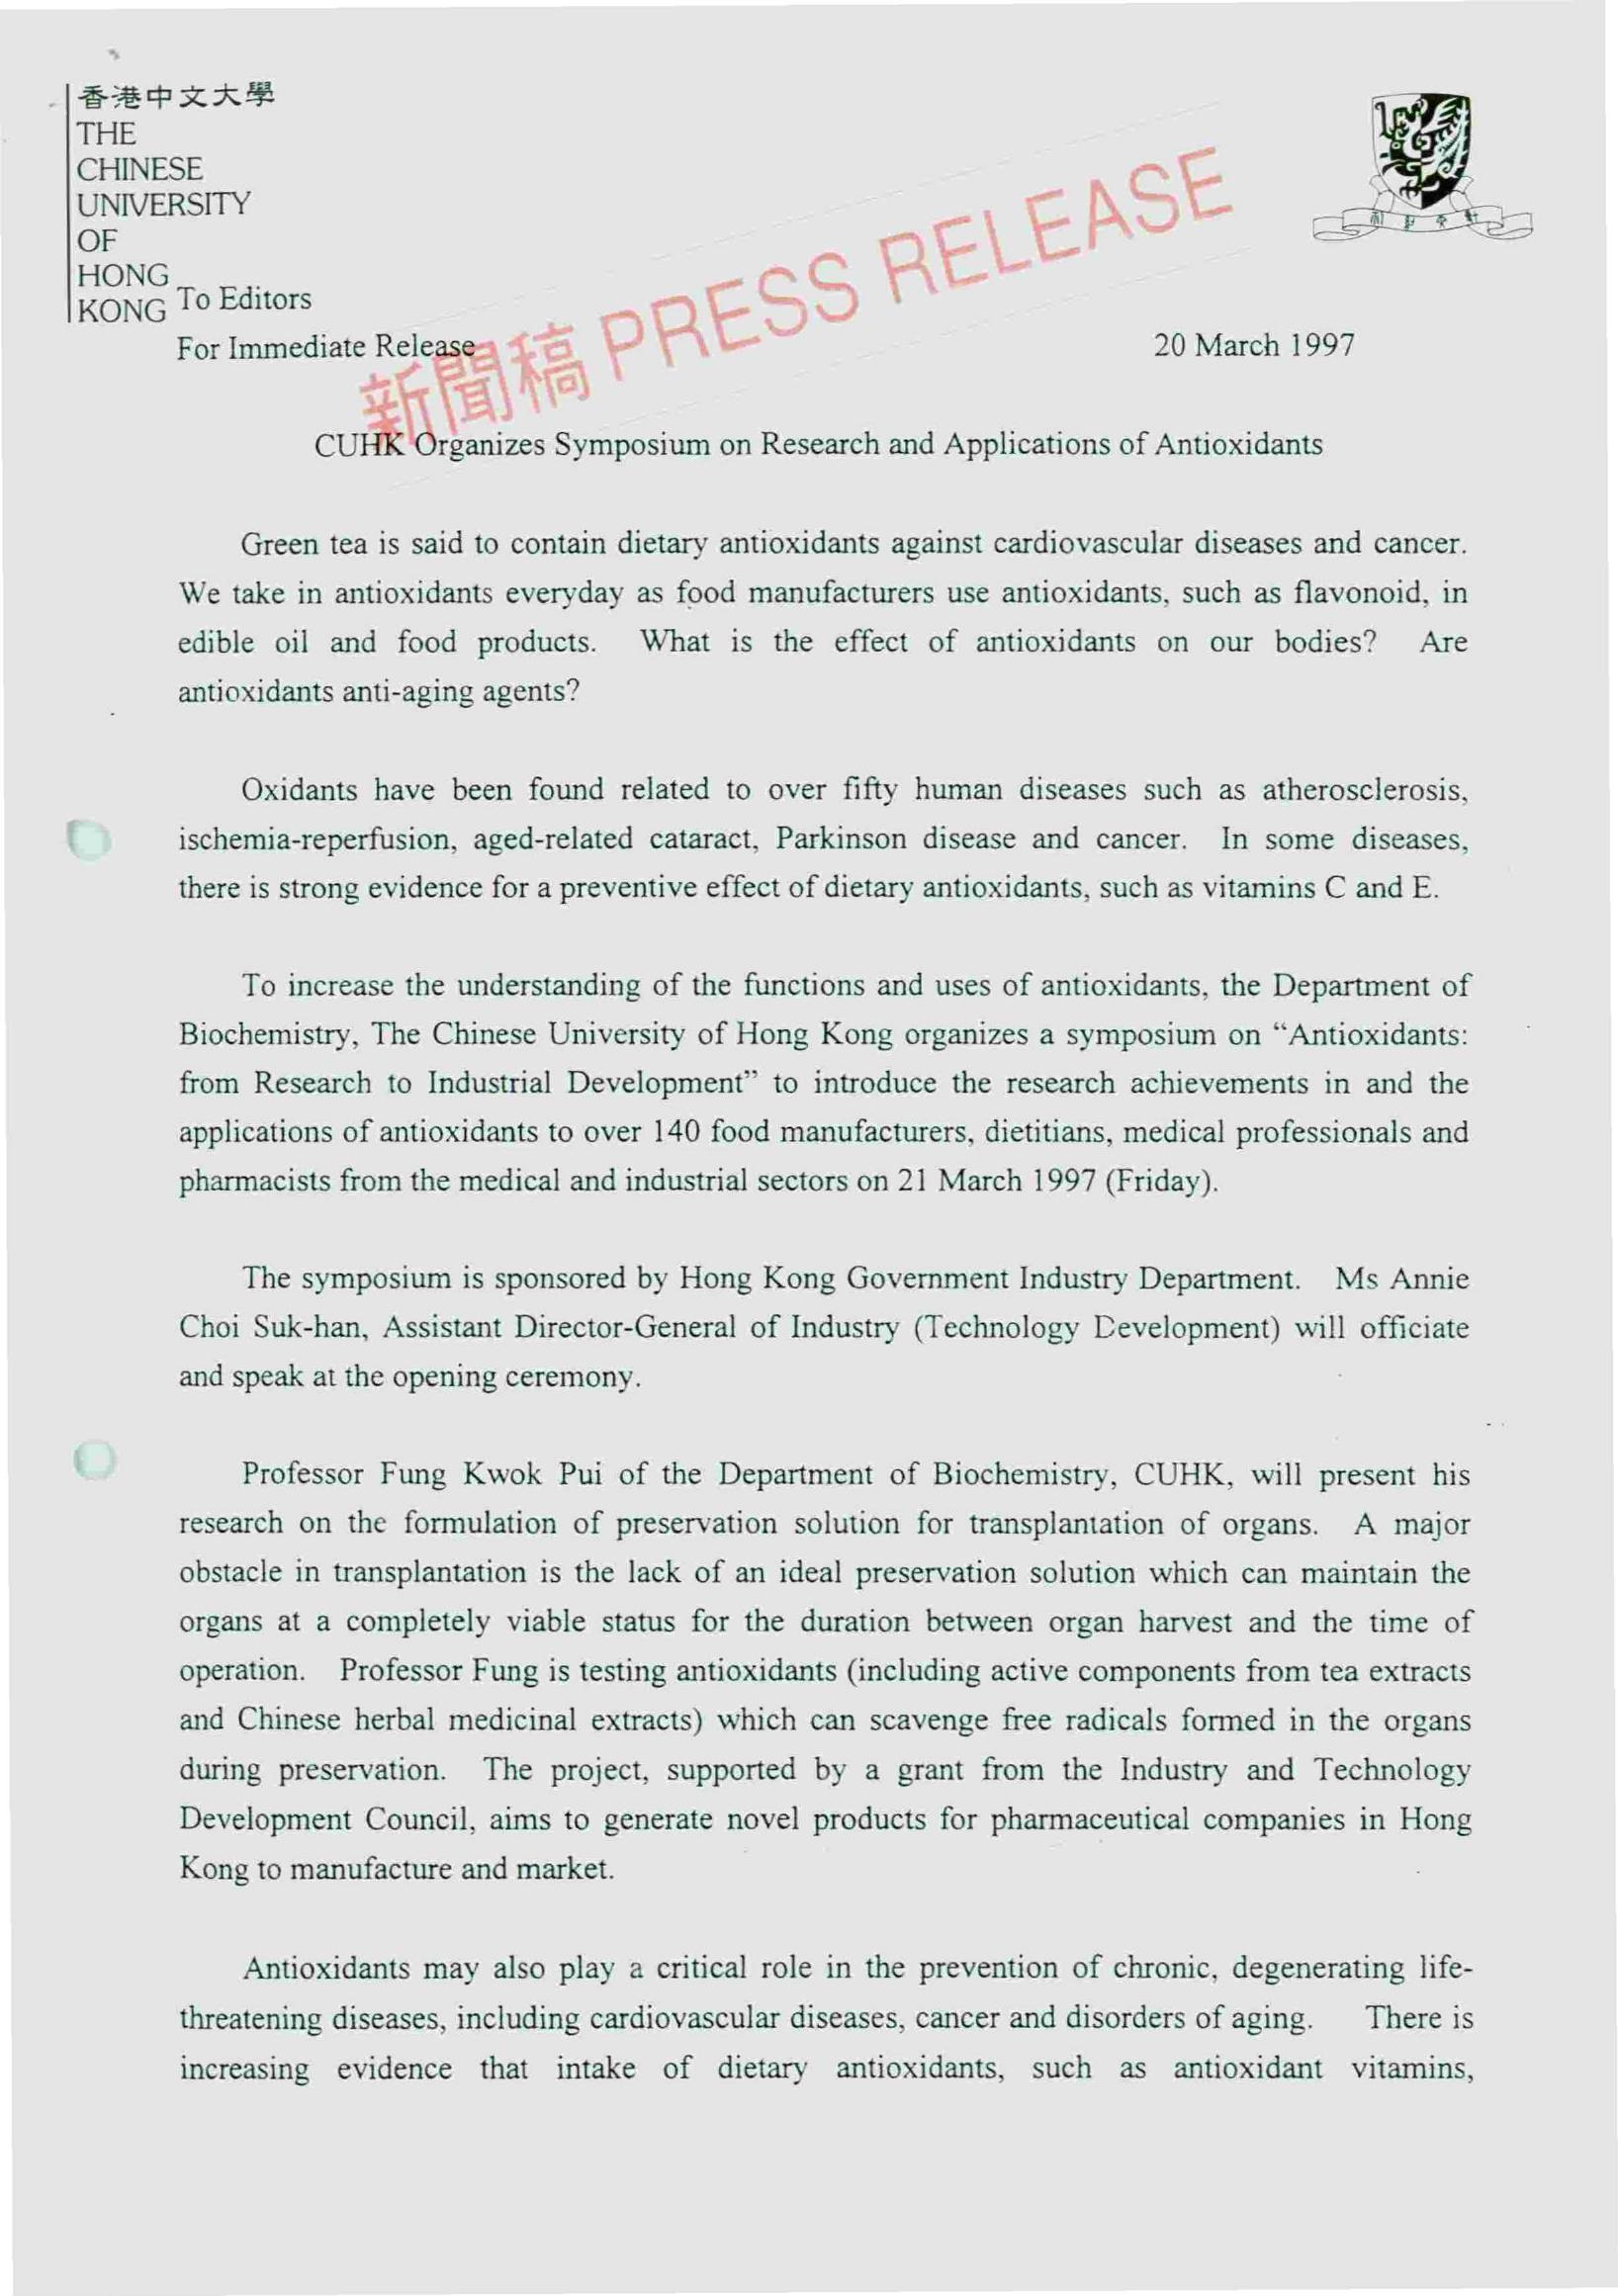 香港中文大學
THE
CHINESE
UNIVERSITY
OF
HONG
KONG
To Editors
For Immediate Release
新聞稿 PRESS RELEASE
20 March 1997
CUHK Organizes Symposium on Research and Applications of Antioxidants
Green tea is said to contain dietary antioxidants against cardiovascular diseases and cancer.
We take in antioxidants everyday as food manufacturers use antioxidants, such as flavonoid, in
edible oil and food products. What is the effect of antioxidants on our bodies? Are
antioxidants anti-aging agents?
Oxidants have been found related to over fifty human diseases such as atherosclerosis,
ischemia-reperfusion, aged-related cataract, Parkinson disease and cancer. In some diseases,
there is strong evidence for a preventive effect of dietary antioxidants, such as vitamins C and E.
To increase the understanding of the functions and uses of antioxidants, the Department of
Biochemistry, The Chinese University of Hong Kong organizes a symposium on “Antioxidants:
from Research to Industrial Development” to introduce the research achievements in and the
applications of antioxidants to over 140 food manufacturers, dietitians, medical professionals and
pharmacists from the medical and industrial sectors on 21 March 1997 (Friday).
The symposium is sponsored by Hong Kong Government Industry Department. Ms Annie
Choi Suk-han, Assistant Director-General of Industry (Technology Development) will officiate
and speak at the opening ceremony.
Professor Fung Kwok Pui of the Department of Biochemistry, CUHK, will present his
research on the formulation of preservation solution for transplantation of organs. A major
obstacle in transplantation is the lack of an ideal preservation solution which can maintain the
organs at a completely viable status for the duration between organ harvest and the time of
operation. Professor Fung is testing antioxidants (including active components from tea extracts
and Chinese herbal medicinal extracts) which can scavenge free radicals formed in the organs
during preservation. The project, supported by a grant from the Industry and Technology
Development Council, aims to generate novel products for pharmaceutical companies in Hong
Kong to manufacture and market.
Antioxidants may also play a critical role in the prevention of chronic, degenerating life-
threatening diseases, including cardiovascular diseases, cancer and disorders of aging. There is
increasing evidence that intake of dietary antioxidants, such as antioxidant vitamins,